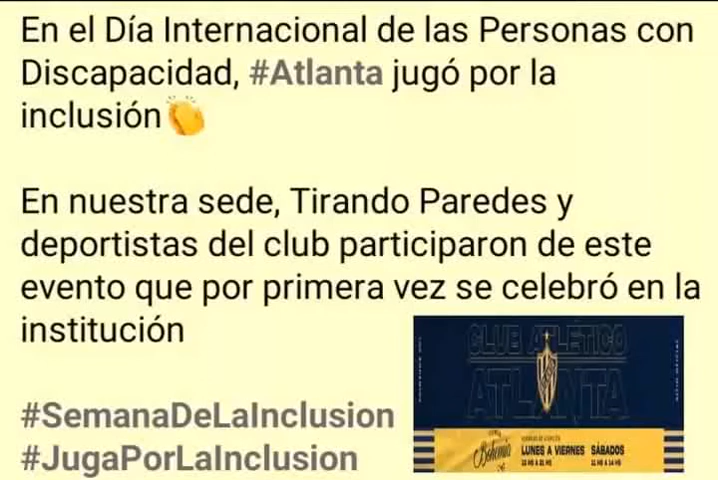 En el Día Internacional de las Personas con
Discapacidad, #Atlanta jugó por la
inclusión👏
En nuestra sede, Tirando Paredes y
deportistas del club participaron de este
evento que por primera vez se celebró en la
institución
#SemanaDeLaInclusion
#JugaPorLaInclusion
CLUB ATLÉTICO
ATLANTA
Bohemia
LUNES A VIERNES SÁBADOS